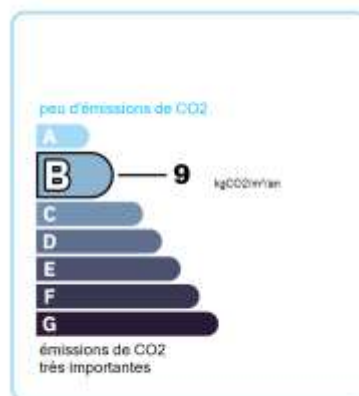 peu d'émissions de CO2
A
B 9 kgCO2/m²/an
C
D
E
F
G
émissions de CO2
très importantes